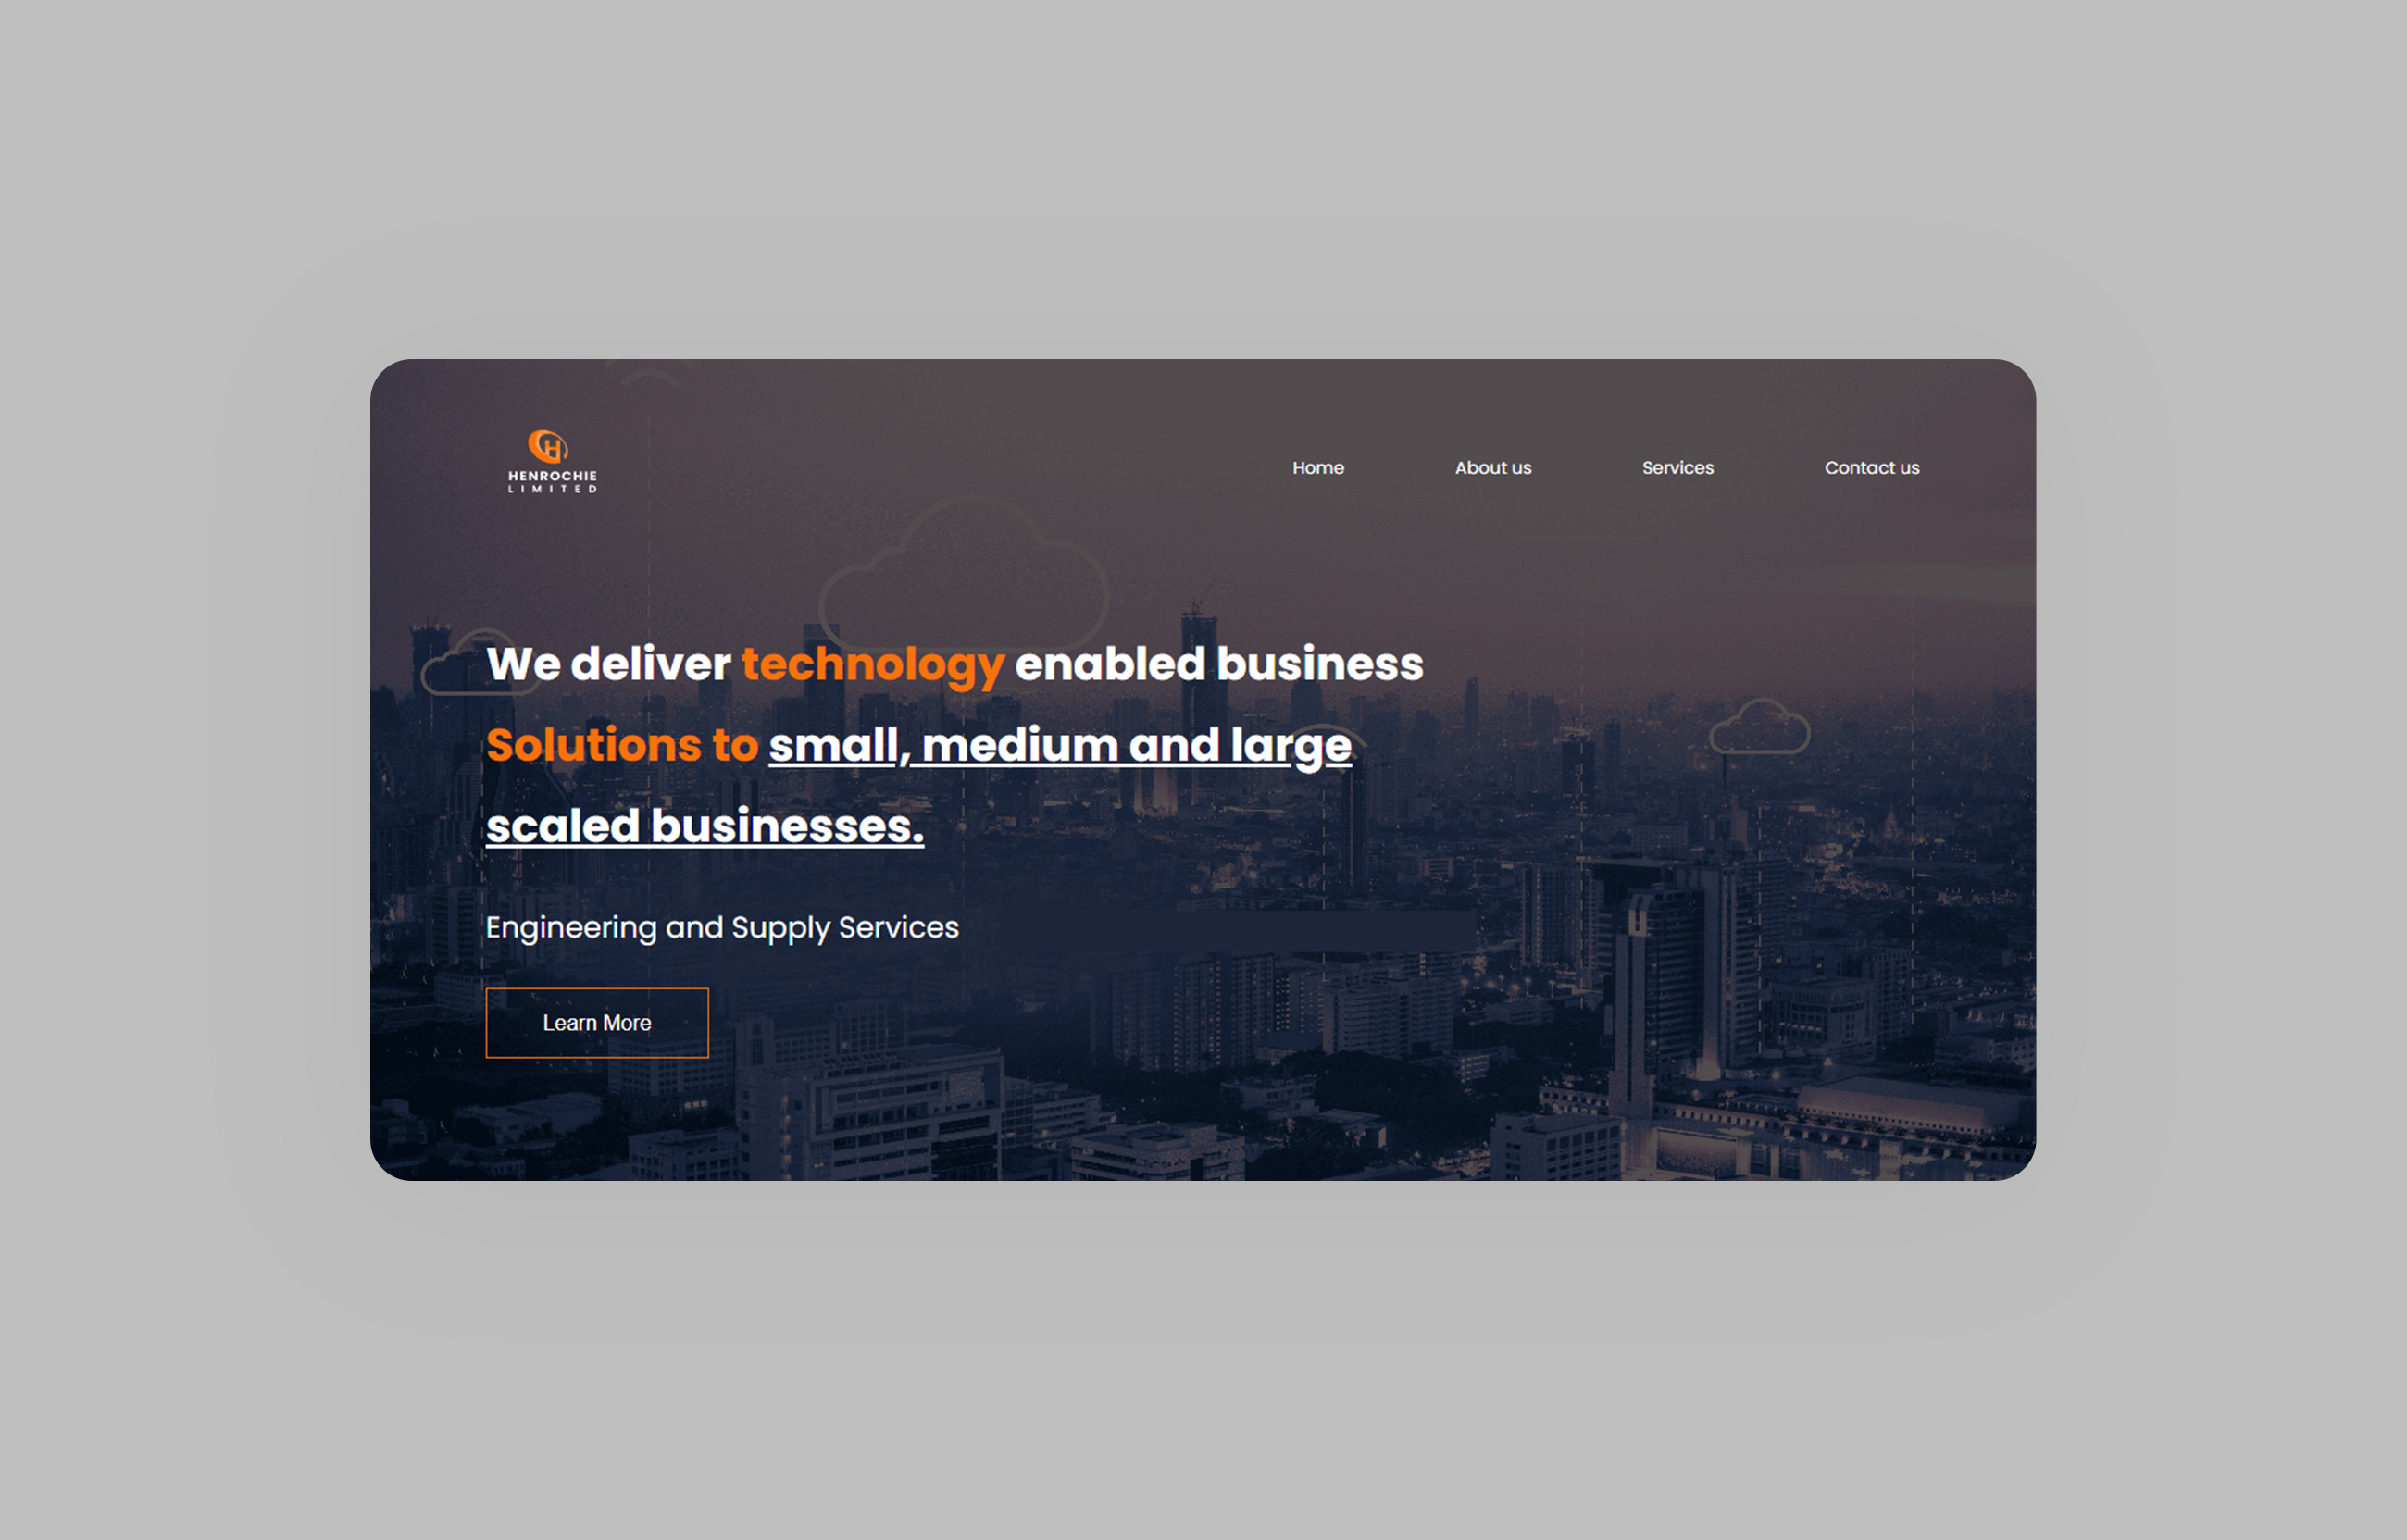 HENROCHIE
LIMITED
Home About us Services Contact us
We deliver technology enabled business
Solutions to small, medium and large
scaled businesses.
Engineering and Supply Services
Learn More